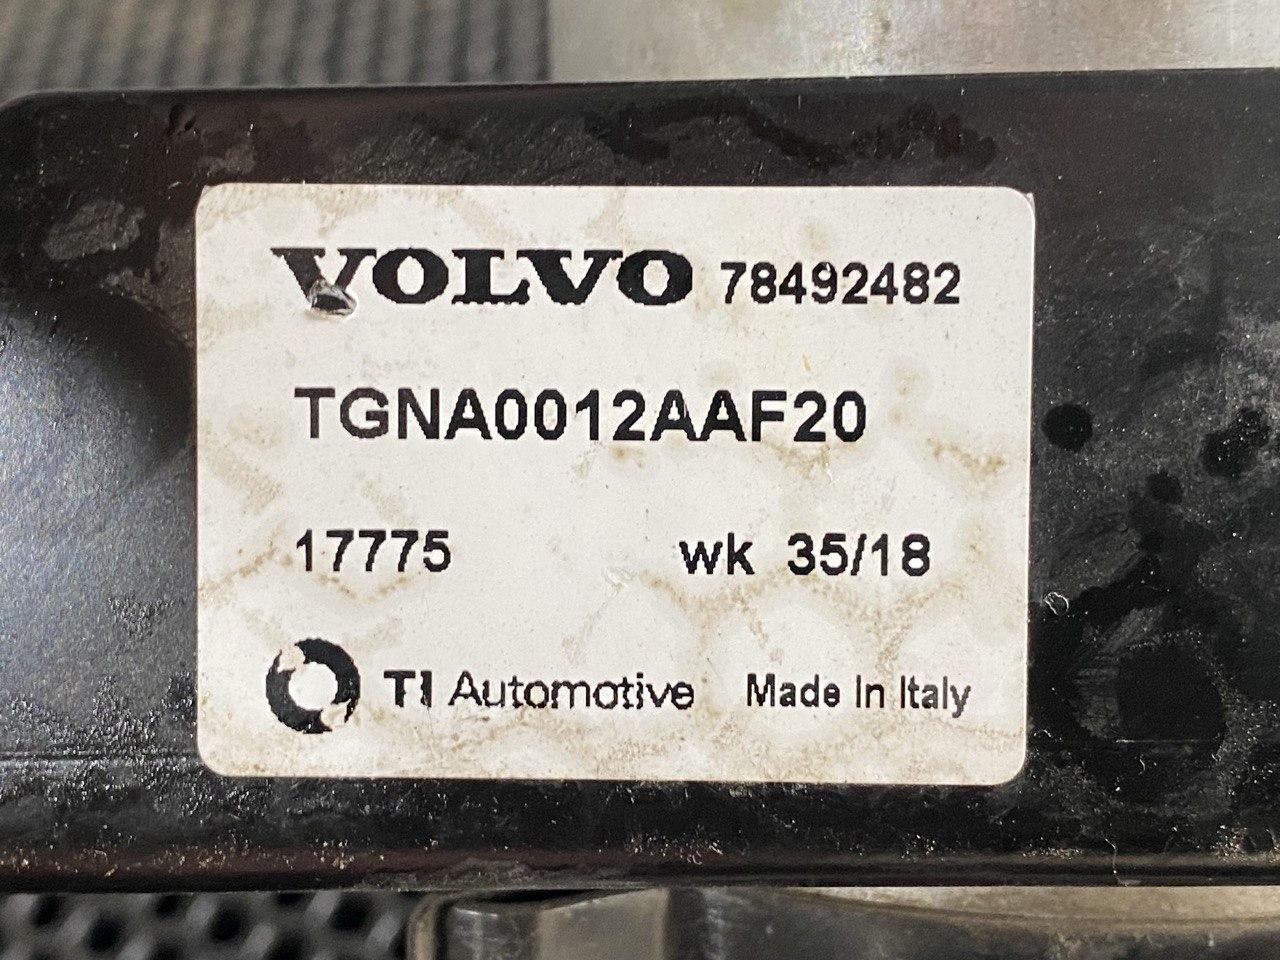 VOLVO 78492482
TGNA0012AAF20
17775 wk 35/18
TI Automotive Made In Italy